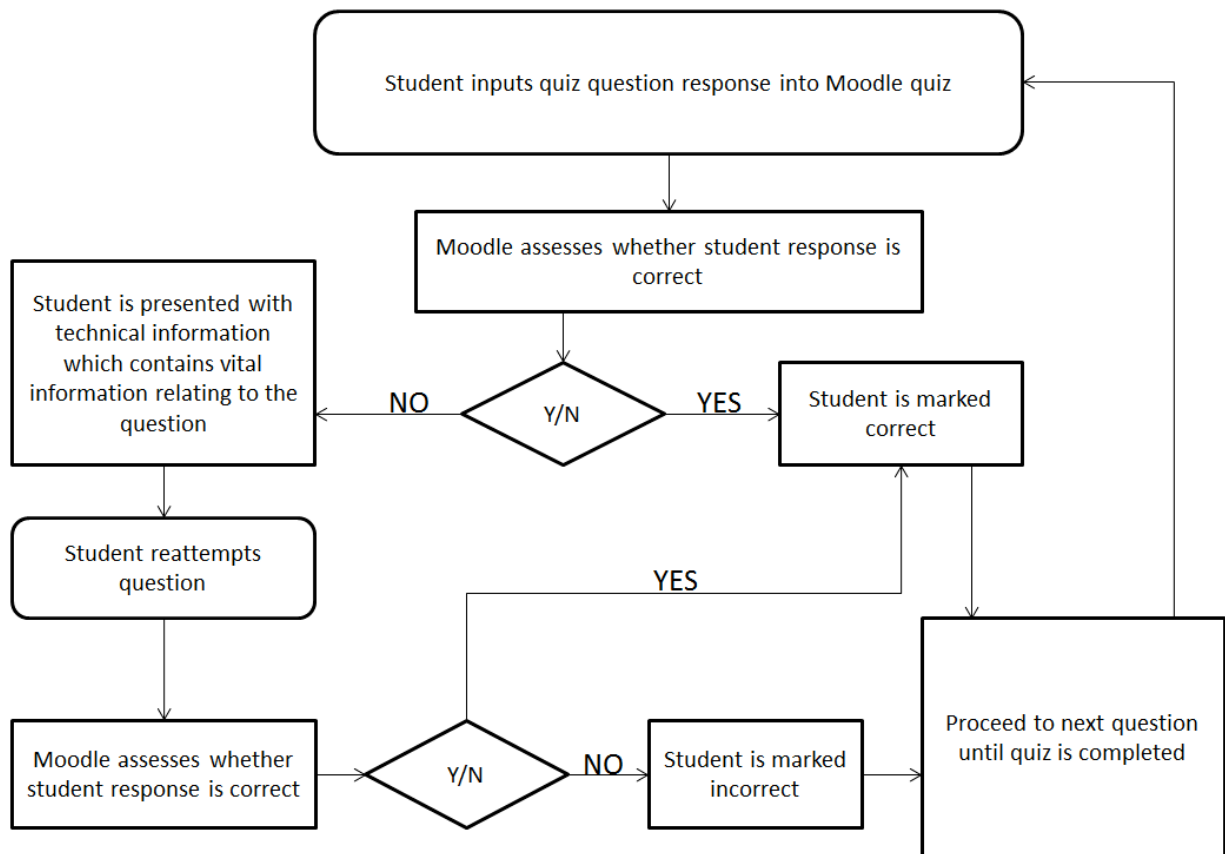 Student inputs quiz question response into Moodle quiz
Moodle assesses whether student response is
correct
Student is presented with
technical information
which contains vital
information relating to the
question
NO
Y/N
YES
Student is marked
correct
Student reattempts
question
YES
Moodle assesses whether
student response is correct
Y/N
NO
Student is marked
incorrect
Proceed to next question
until quiz is completed